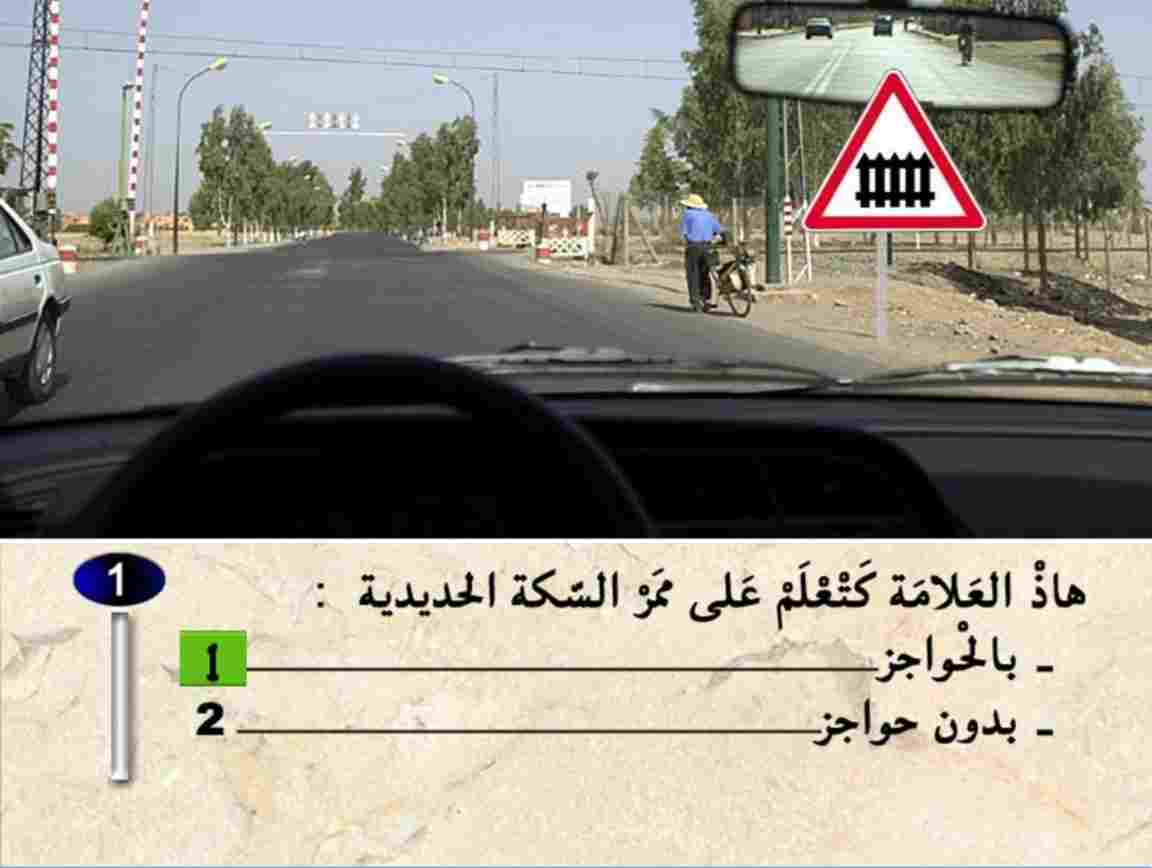 1
هاذْ العَلامَة كَتْعْلَمْ عَلى ممَرْ السّكة الحديدية :
- بالْحْواجز 1
- بدون حواجز 2